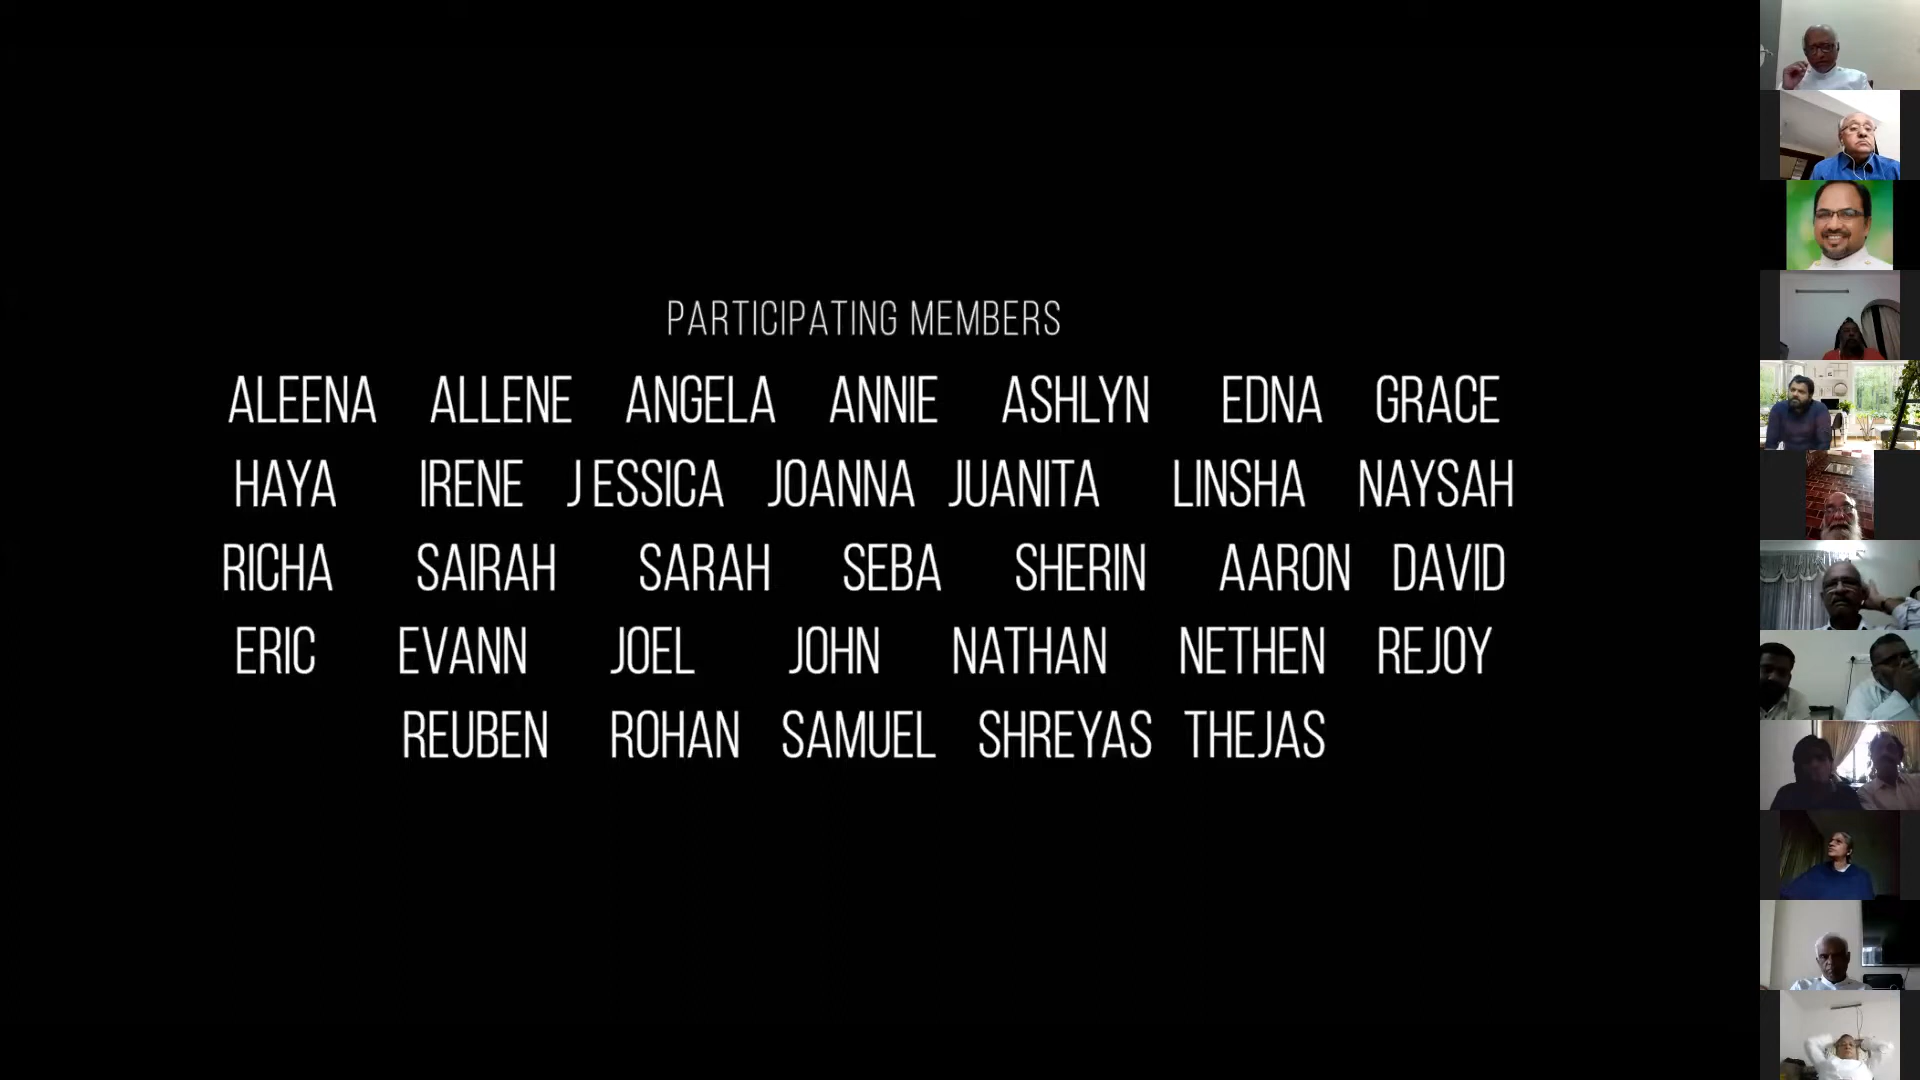 PARTICIPATING MEMBERS
ALEENA ALLENE ANGELA ANNIE ASHLYN EDNA GRACE
HAYA IRENE JESSICA JOANNA JUANITA LINSHA NAYSAH
RICHA SAIRAH SARAH SEBA SHERIN AARON DAVID
ERIC EVANN JOEL JOHN NATHAN NETHEN REJOY
REUBEN ROHAN SAMUEL SHREYAS THEJAS